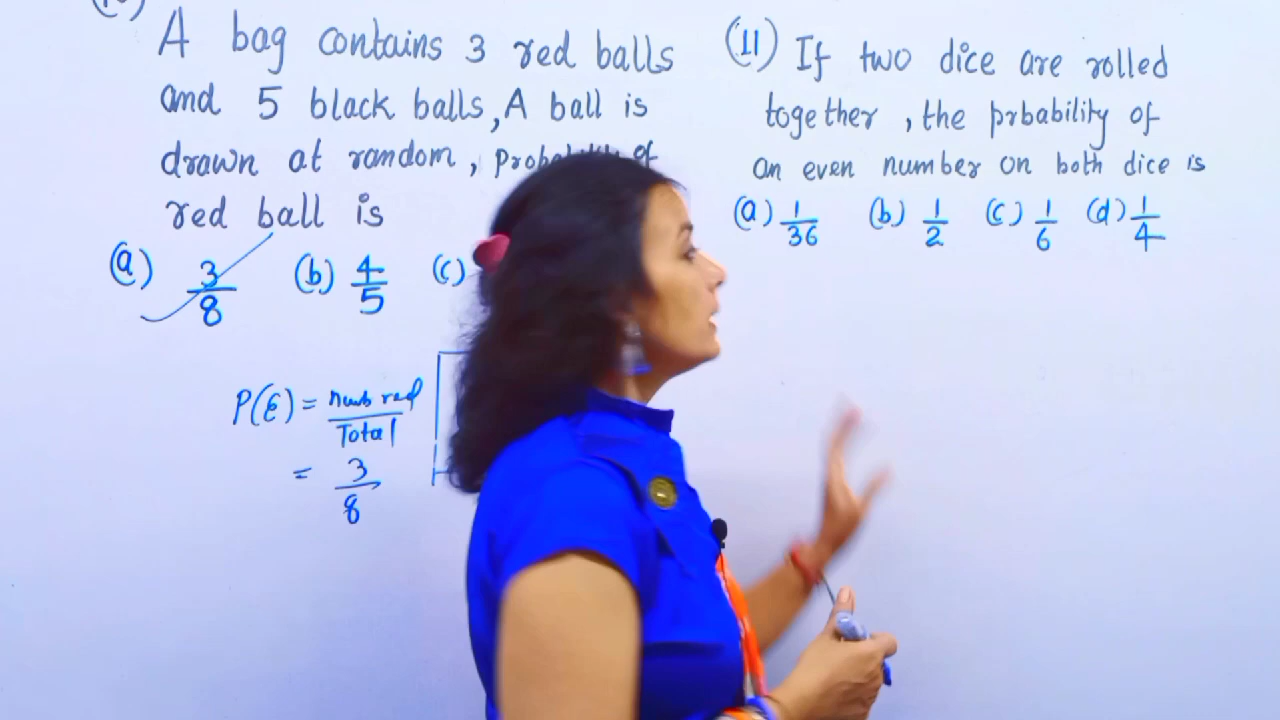 A bag contains 3 red balls
and 5 black balls, A ball is
drawn at random, probability of
red ball is
(a) 3/8 (b) 4/5 (c)
P(E) = numb red / Total
= 3/8
(11) If two dice are rolled
together, the prbability of
an even number on both dice is
(a) 1/36 (b) 1/2 (c) 1/6 (d) 1/4